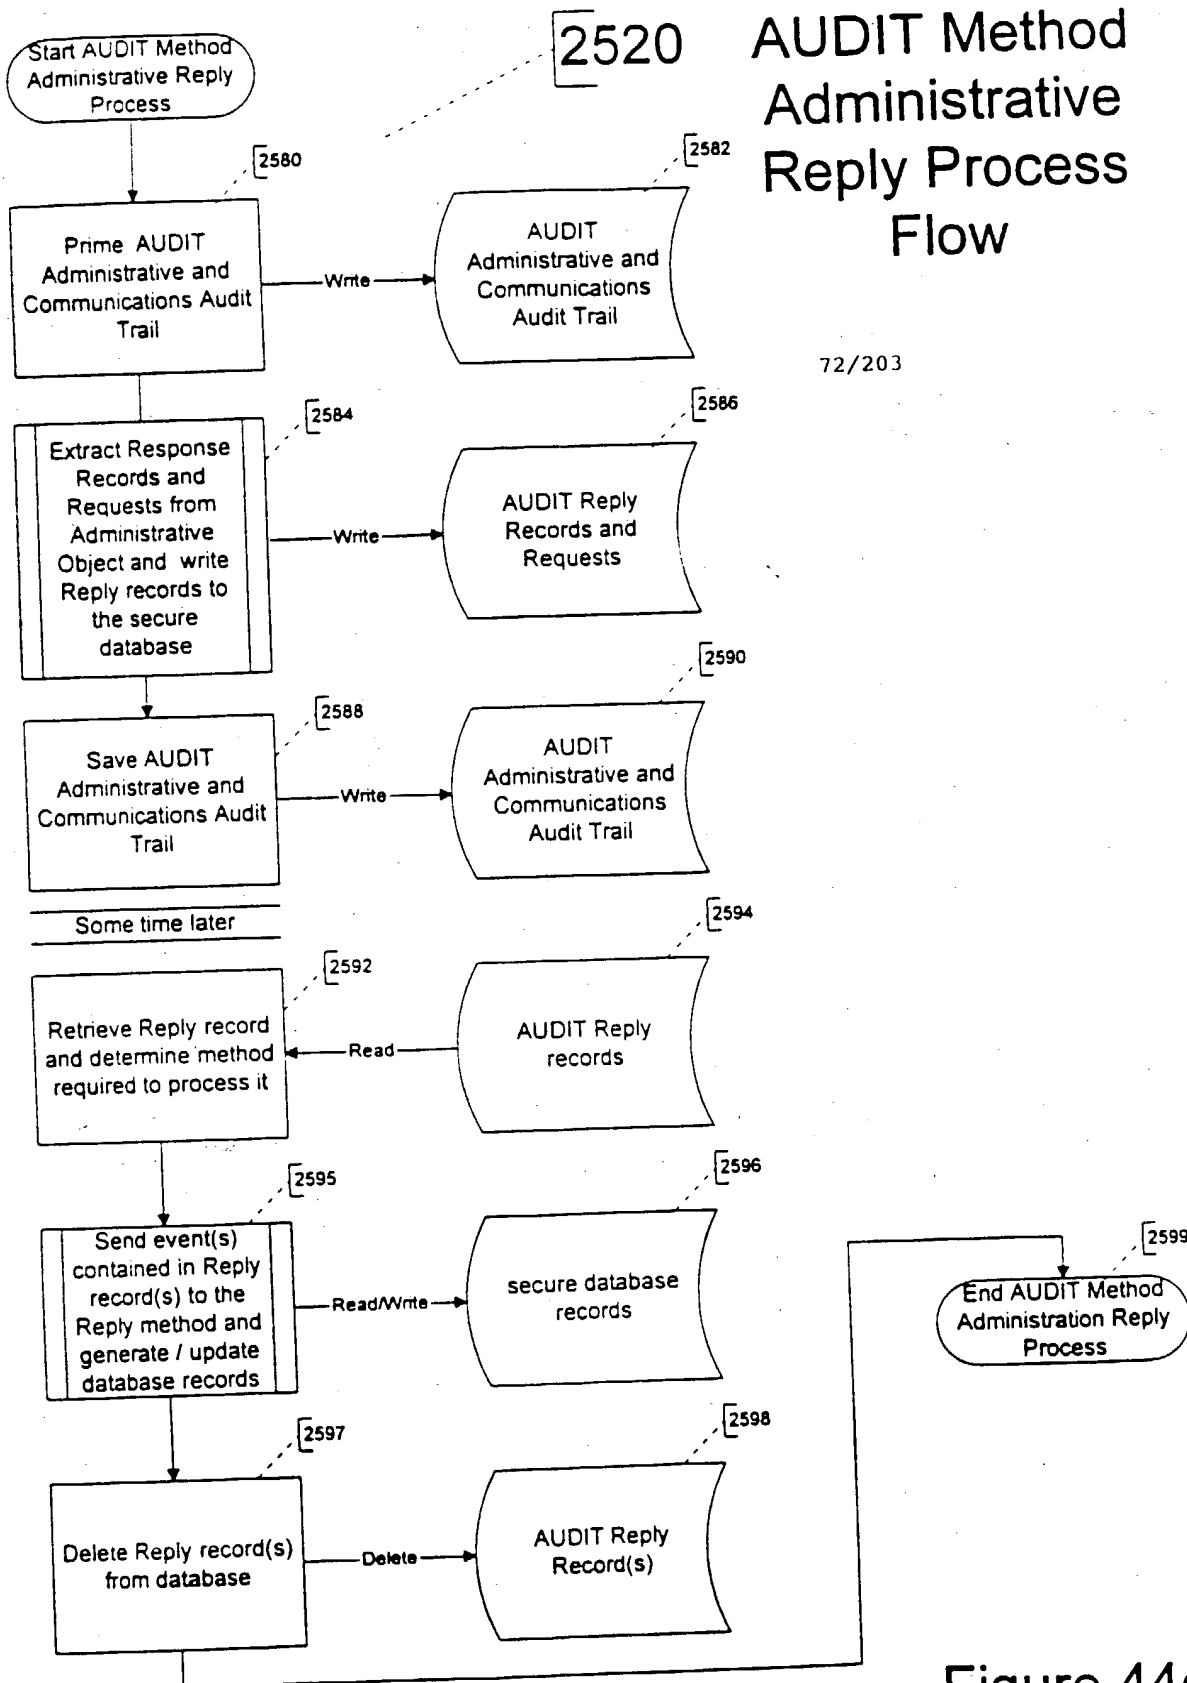 2520
AUDIT Method
Administrative
Reply Process
Flow
72/203
Start AUDIT Method
Administrative Reply
Process
2580
Prime AUDIT
Administrative and
Communications Audit
Trail
Write
2582
AUDIT
Administrative and
Communications
Audit Trail
2584
Extract Response
Records and
Requests from
Administrative
Object and write
Reply records to
the secure
database
Write
2586
AUDIT Reply
Records and
Requests
2588
Save AUDIT
Administrative and
Communications Audit
Trail
Write
2590
AUDIT
Administrative and
Communications
Audit Trail
Some time later
2592
Retrieve Reply record
and determine method
required to process it
Read
2594
AUDIT Reply
records
2595
Send event(s)
contained in Reply
record(s) to the
Reply method and
generate / update
database records
Read/Write
2596
secure database
records
2597
Delete Reply record(s)
from database
Delete
2598
AUDIT Reply
Record(s)
2599
End AUDIT Method
Administration Reply
Process
Figure